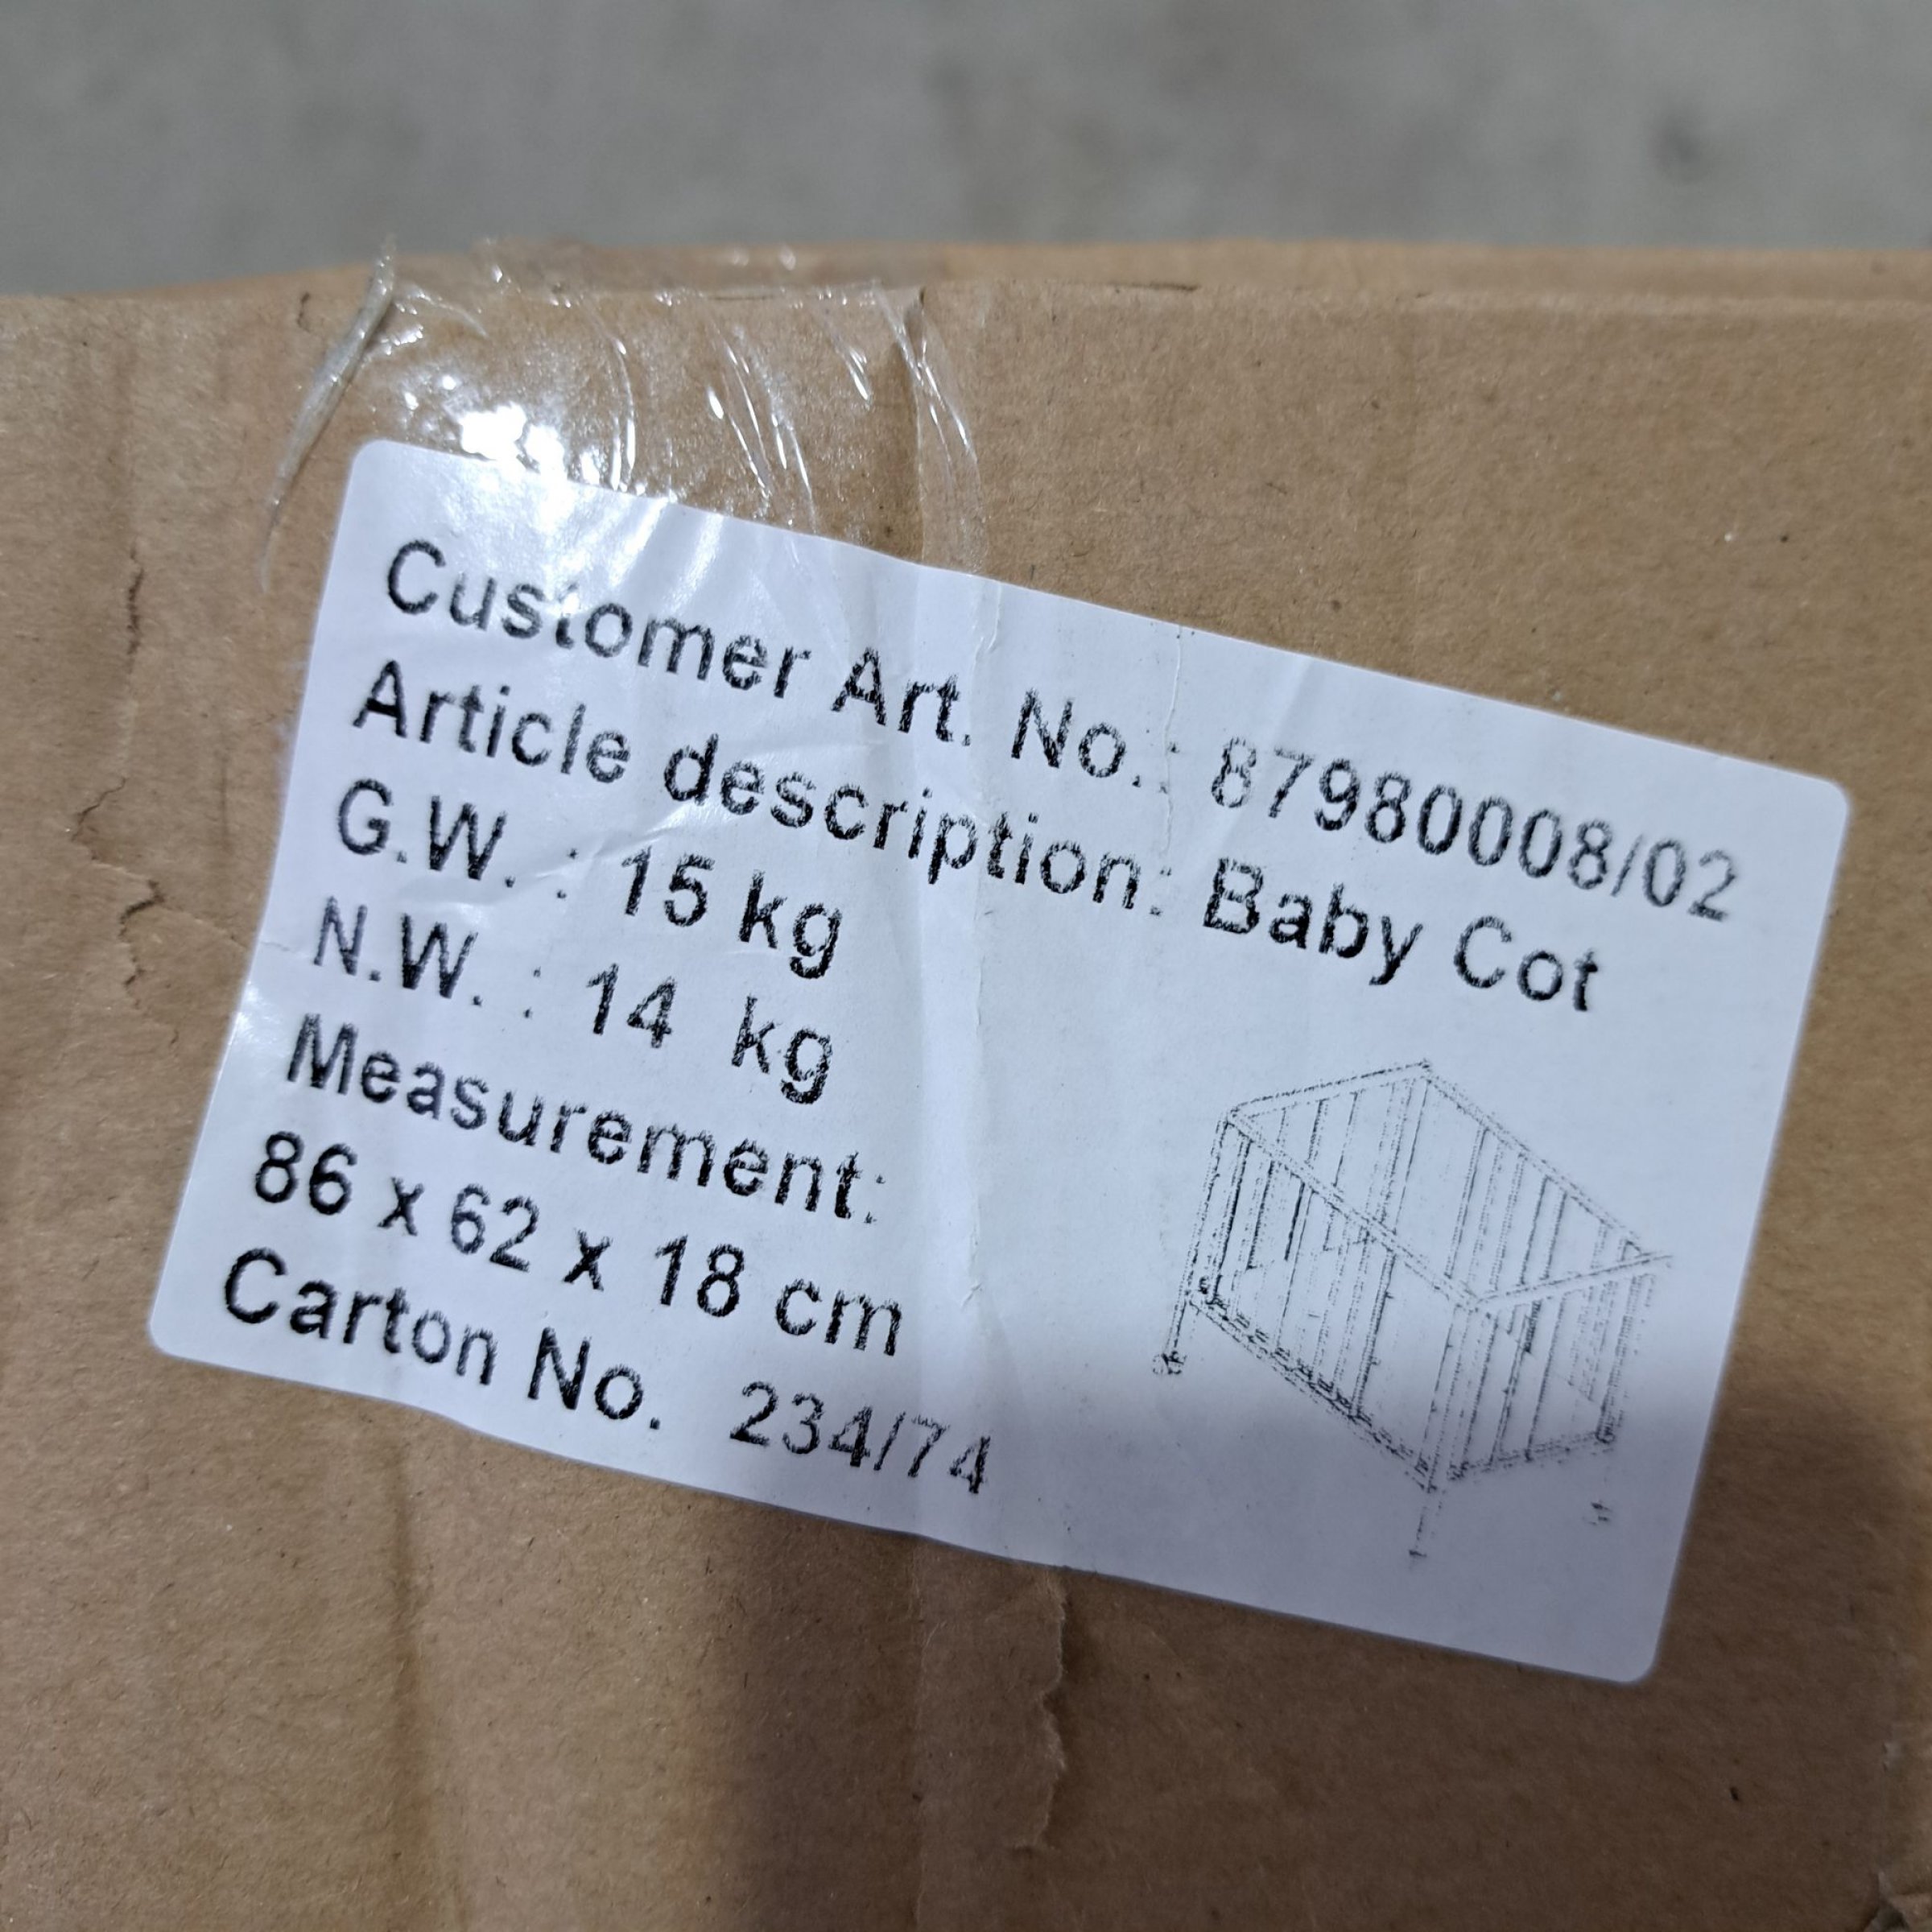 Customer Art. No.: 87980008/02
Article description: Baby Cot
G.W. : 15 kg
N.W. : 14 kg
Measurement:
86 x 62 x 18 cm
Carton No. 234/74